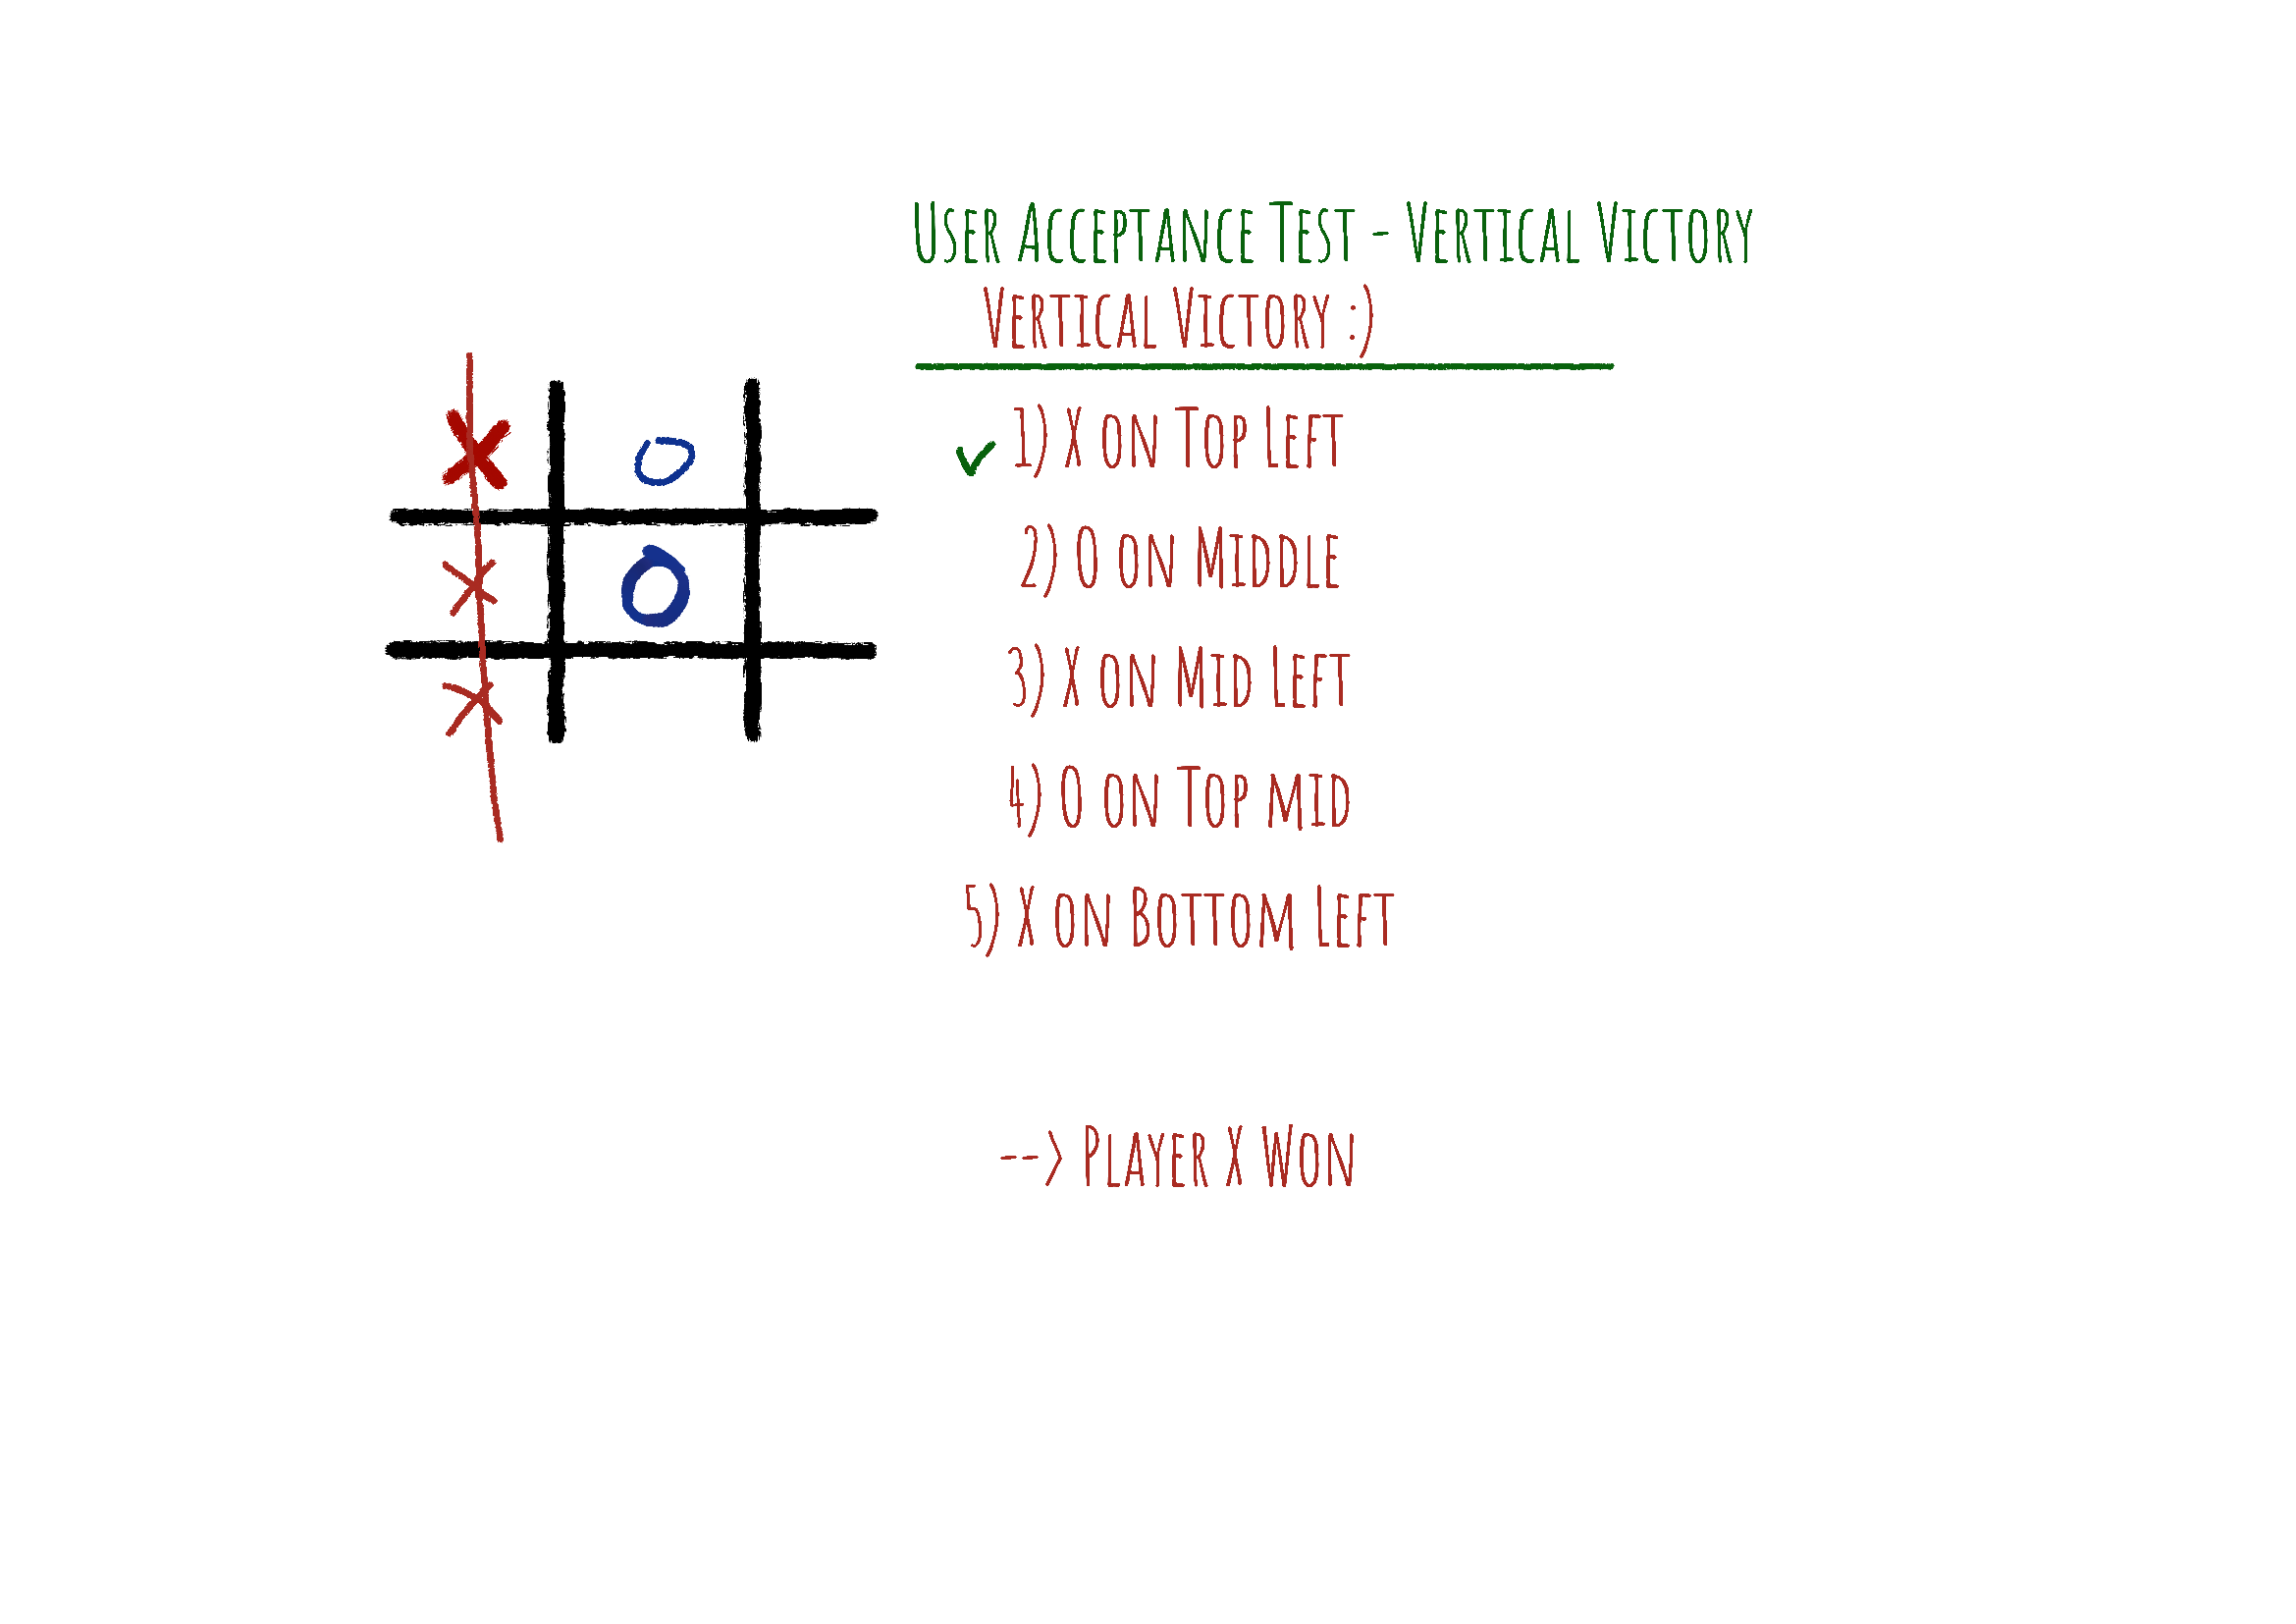 User Acceptance Test - Vertical Victory
Vertical Victory :)
1) X on Top Left
2) O on Middle
3) X on Mid Left
4) O on Top mid
5) X on Bottom Left
--> Player X Won